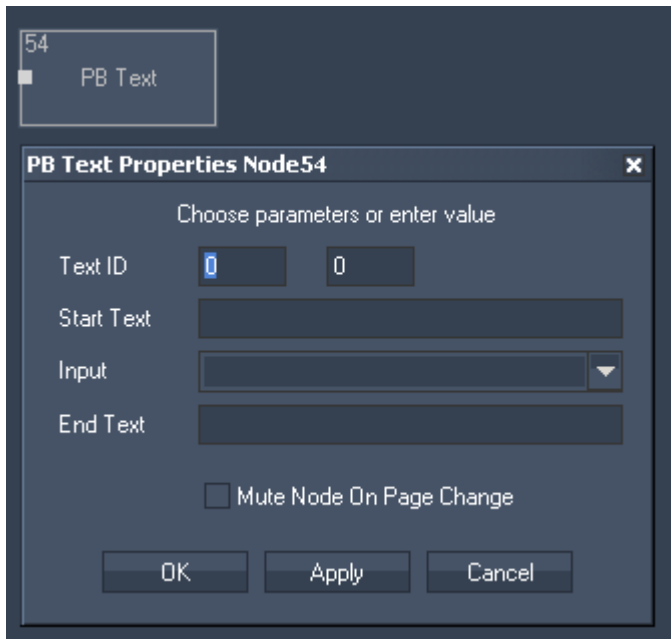 54
PB Text
PB Text Properties Node54
Choose parameters or enter value
Text ID 0 0
Start Text
Input
End Text
Mute Node On Page Change
OK Apply Cancel